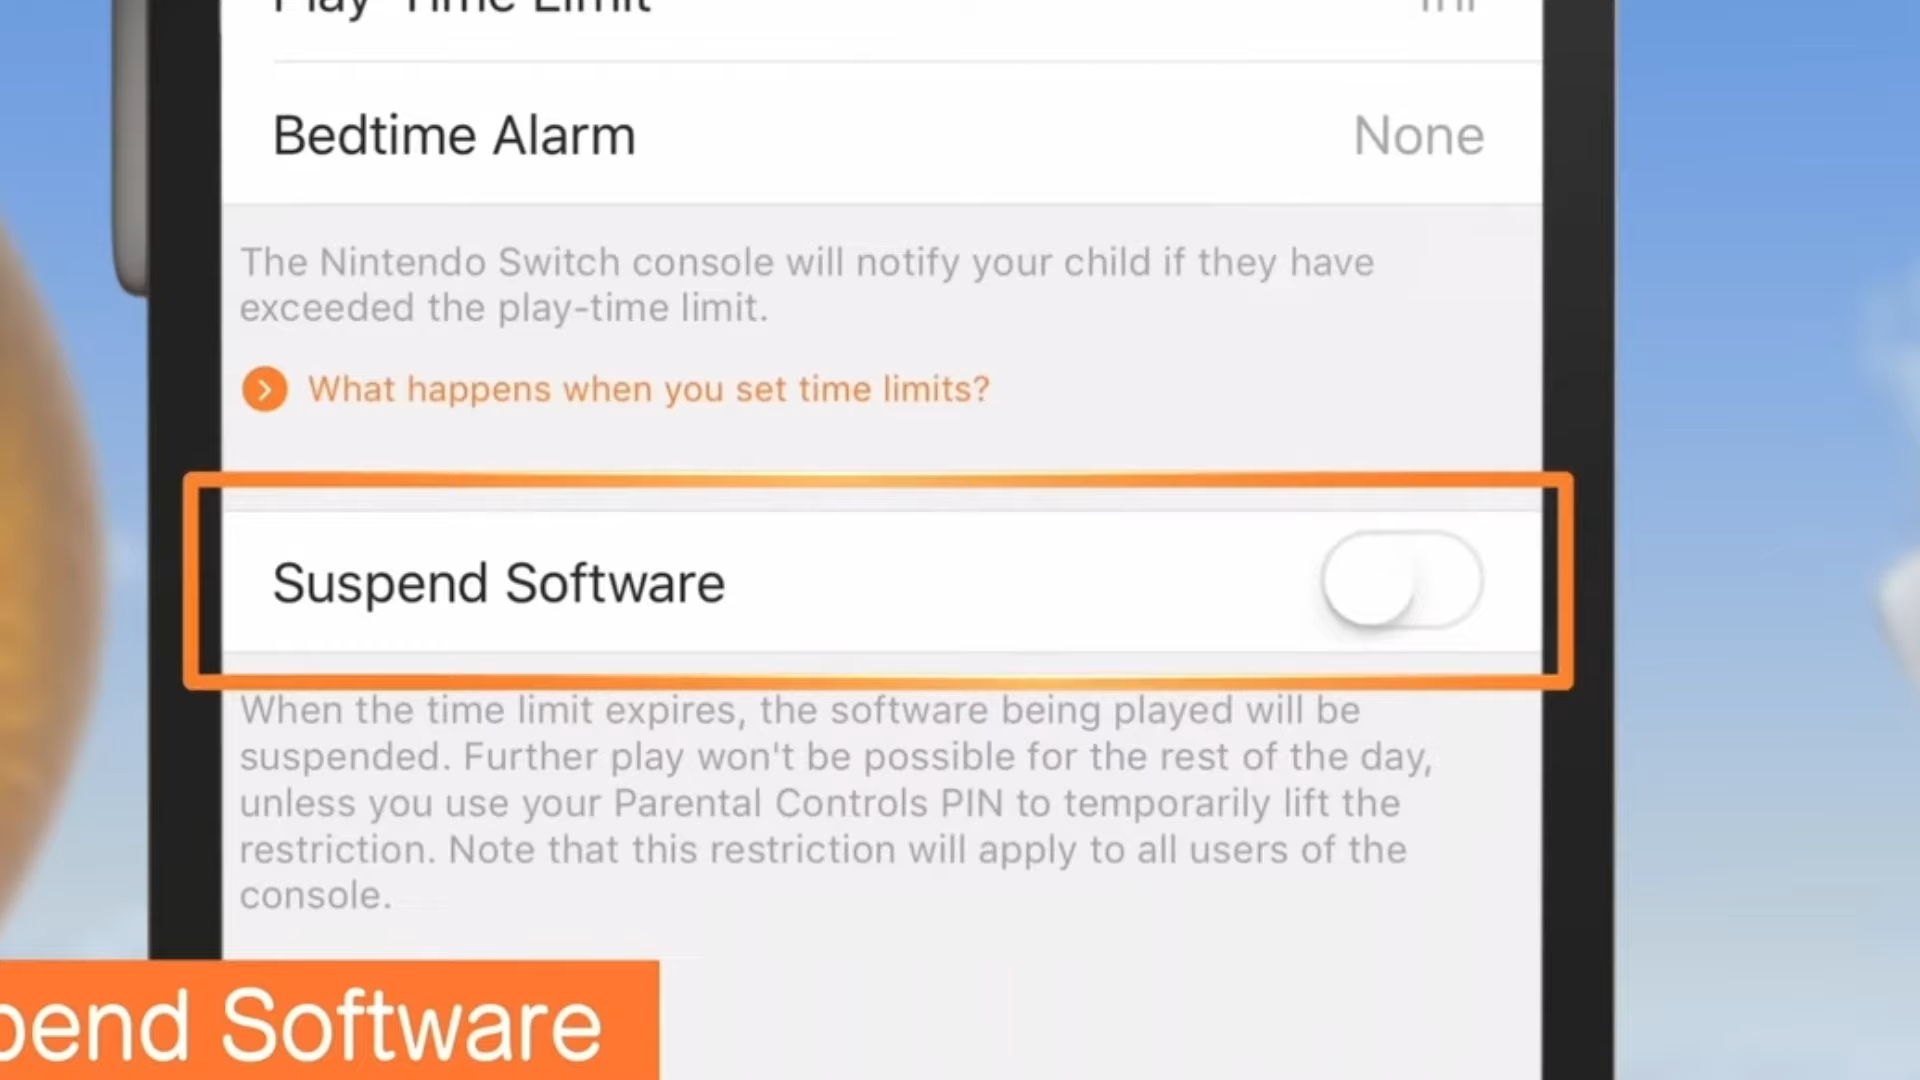 Play-Time Limit
Bedtime Alarm None
The Nintendo Switch console will notify your child if they have
exceeded the play-time limit.
What happens when you set time limits?
Suspend Software
When the time limit expires, the software being played will be
suspended. Further play won't be possible for the rest of the day,
unless you use your Parental Controls PIN to temporarily lift the
restriction. Note that this restriction will apply to all users of the
console.
pend Software